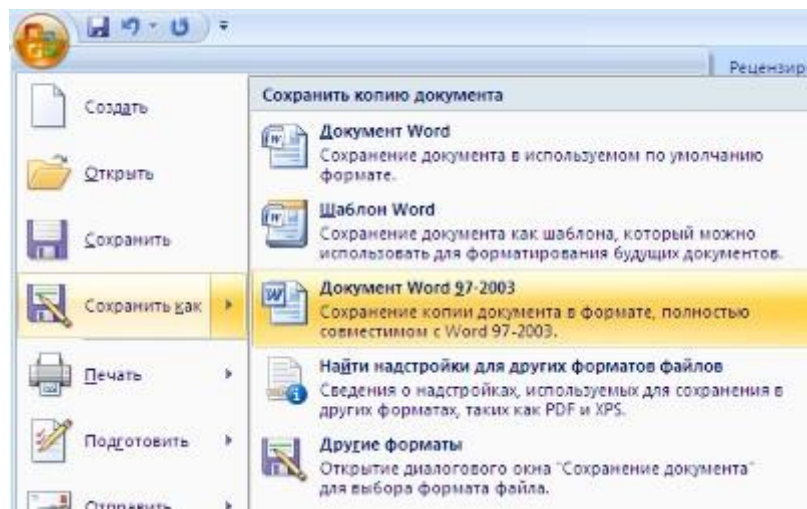 Рецензир
Создать
Открыть
Сохранить
Сохранить как
Печать
Подготовить
Отправить
Сохранить копию документа
Документ Word
Сохранение документа в используемом по умолчанию
формате.
Шаблон Word
Сохранение документа как шаблона, который можно
использовать для форматирования будущих документов.
Документ Word 97-2003
Сохранение копии документа в формате, полностью
совместимом с Word 97-2003.
Найти надстройки для других форматов файлов
Сведения о надстройках, используемых для сохранения в
других форматах, таких как PDF и XPS.
Другие форматы
Открытие диалогового окна "Сохранение документа"
для выбора формата файла.